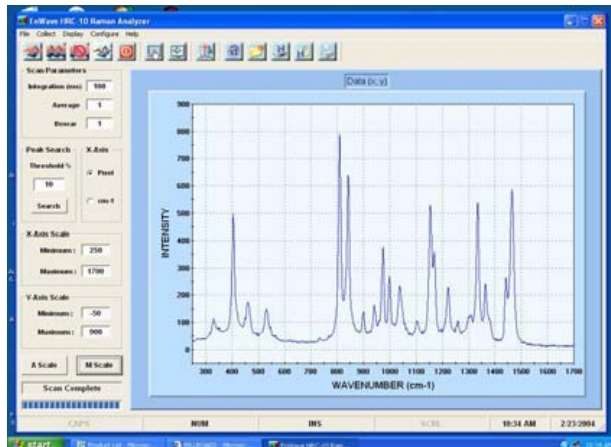 EnWave HRC-10 Raman Analyzer
File Collect Display Configure Help
Scan Parameters
Integration (ms) 100
Average 1
Boxcar 1
Peak Search
Threshold %
10
Search
X-Axis
Pixel
cm-1
X-Axis Scale
Minimum : 250
Maximum : 1700
Y-Axis Scale
Minimum : -50
Maximum : 900
A Scale
M Scale
Scan Complete
Data (x, y)
INTENSITY
900
800
700
600
500
400
300
200
100
0
300 400 500 600 700 800 900 1000 1100 1200 1300 1400 1500 1600 1700
WAVENUMBER (cm-1)
CAPS NUM INS SCRL 10:34 AM 2/23/2004
start